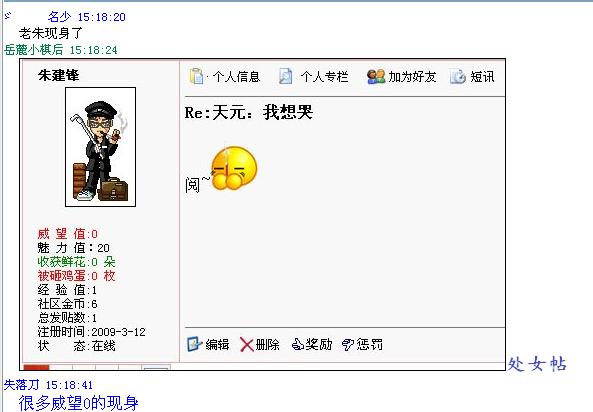 名少 15:18:20
老朱现身了
岳麓小棋后 15:18:24
朱建锋
个人信息 个人专栏 加为好友 短讯
Re:天元：我想哭
阅~
威 望 值:0
魅 力 值：20
收获鲜花:0 朵
被砸鸡蛋:0 枚
经 验 值:1
社区金币:6
总发贴数:1
注册时间:2009-3-12
状 态:在线
编辑 删除 奖励 惩罚
处女帖
失落刀 15:18:41
很多威望0的现身